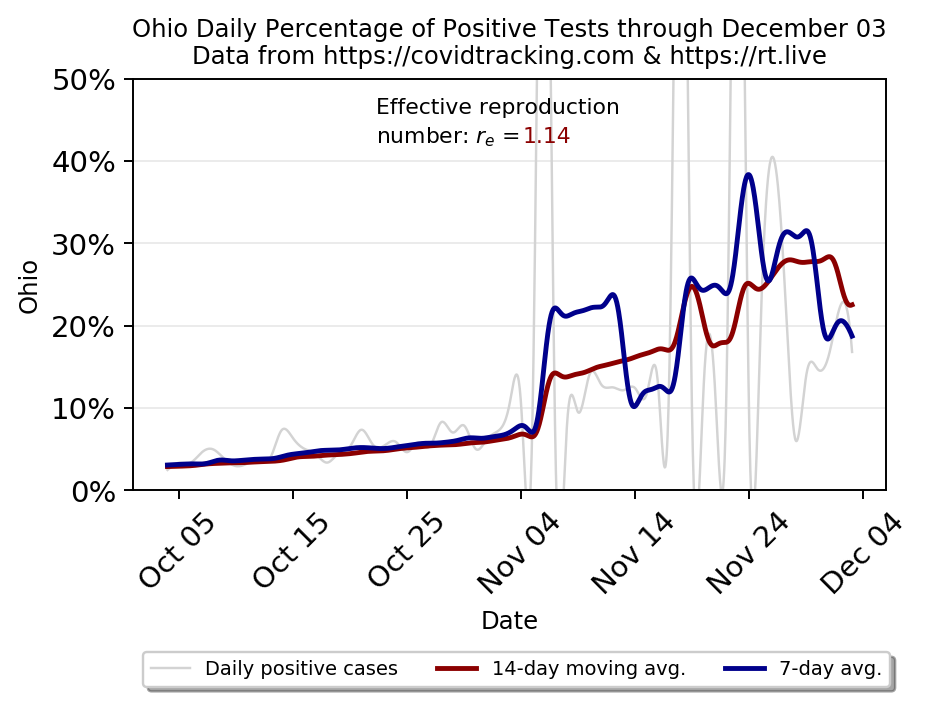 Ohio Daily Percentage of Positive Tests through December 03
Data from https://covidtracking.com & https://rt.live
50%
40%
30%
20%
10%
0%
Ohio
Effective reproduction
number: rₑ = 1.14
Oct 05
Oct 15
Oct 25
Nov 04
Nov 14
Nov 24
Dec 04
Date
Daily positive cases
14-day moving avg.
7-day avg.